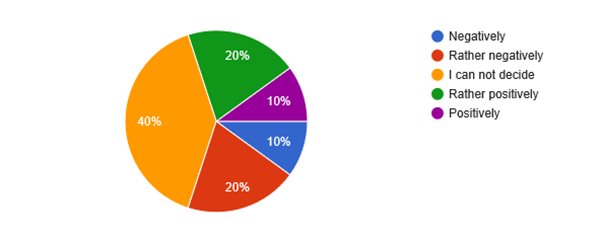 20%
10%
40%
10%
20%
Negatively
Rather negatively
I can not decide
Rather positively
Positively